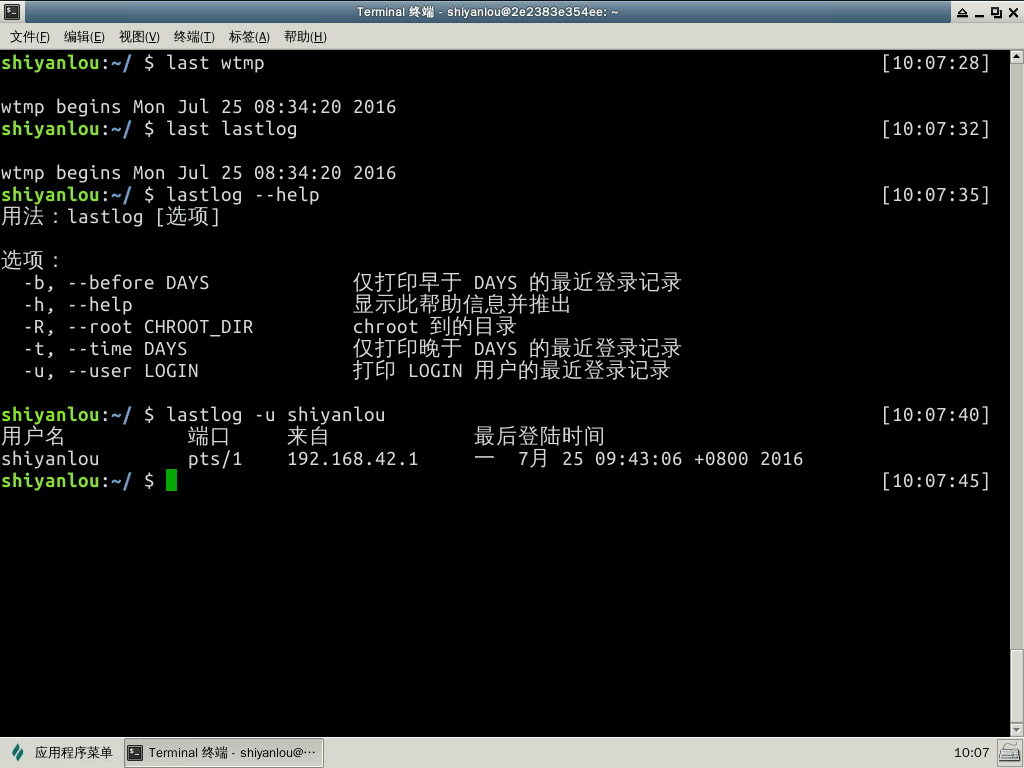 Terminal 终端 - shiyanlou@2e2383e354ee: ~
文件(F) 编辑(E) 视图(V) 终端(T) 标签(A) 帮助(H)
shiyanlou:~/ $ last wtmp [10:07:28]
wtmp begins Mon Jul 25 08:34:20 2016
shiyanlou:~/ $ last lastlog [10:07:32]
wtmp begins Mon Jul 25 08:34:20 2016
shiyanlou:~/ $ lastlog --help [10:07:35]
用法：lastlog [选项]
选项：
-b, --before DAYS 仅打印早于 DAYS 的最近登录记录
-h, --help 显示此帮助信息并推出
-R, --root CHROOT_DIR chroot 到的目录
-t, --time DAYS 仅打印晚于 DAYS 的最近登录记录
-u, --user LOGIN 打印 LOGIN 用户的最近登录记录
shiyanlou:~/ $ lastlog -u shiyanlou [10:07:40]
用户名 端口 来自 最后登陆时间
shiyanlou pts/1 192.168.42.1 一 7月 25 09:43:06 +0800 2016
shiyanlou:~/ $ [10:07:45]
应用程序菜单 Terminal 终端 - shiyanlou@⋯ 10:07